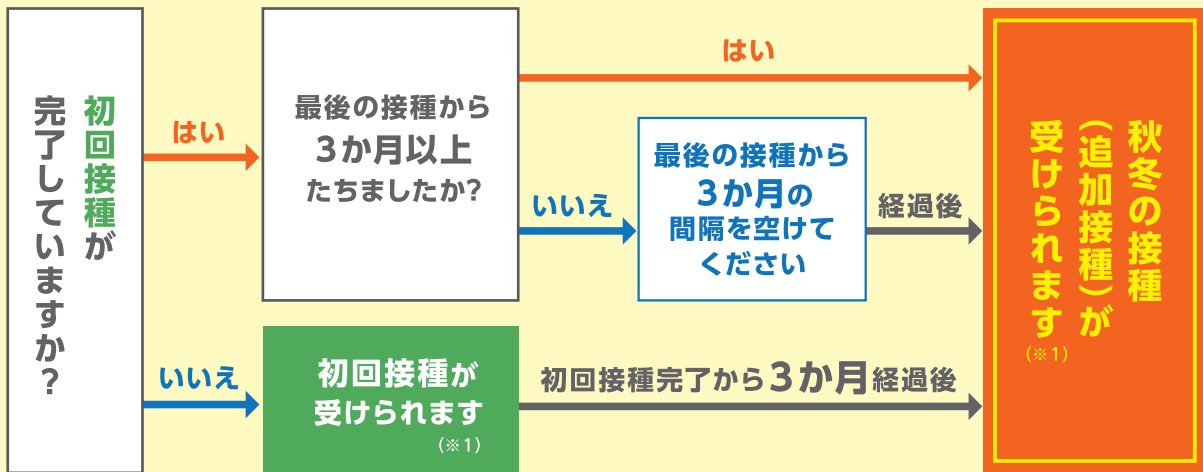 初回接種が
完了していますか？
はい
いいえ
最後の接種から
3か月以上
たちましたか？
はい
いいえ
最後の接種から
3か月の
間隔を空けて
ください
経過後
初回接種が
受けられます
（※1）
初回接種完了から3か月経過後
秋冬の接種
（追加接種）が
受けられます
（※1）